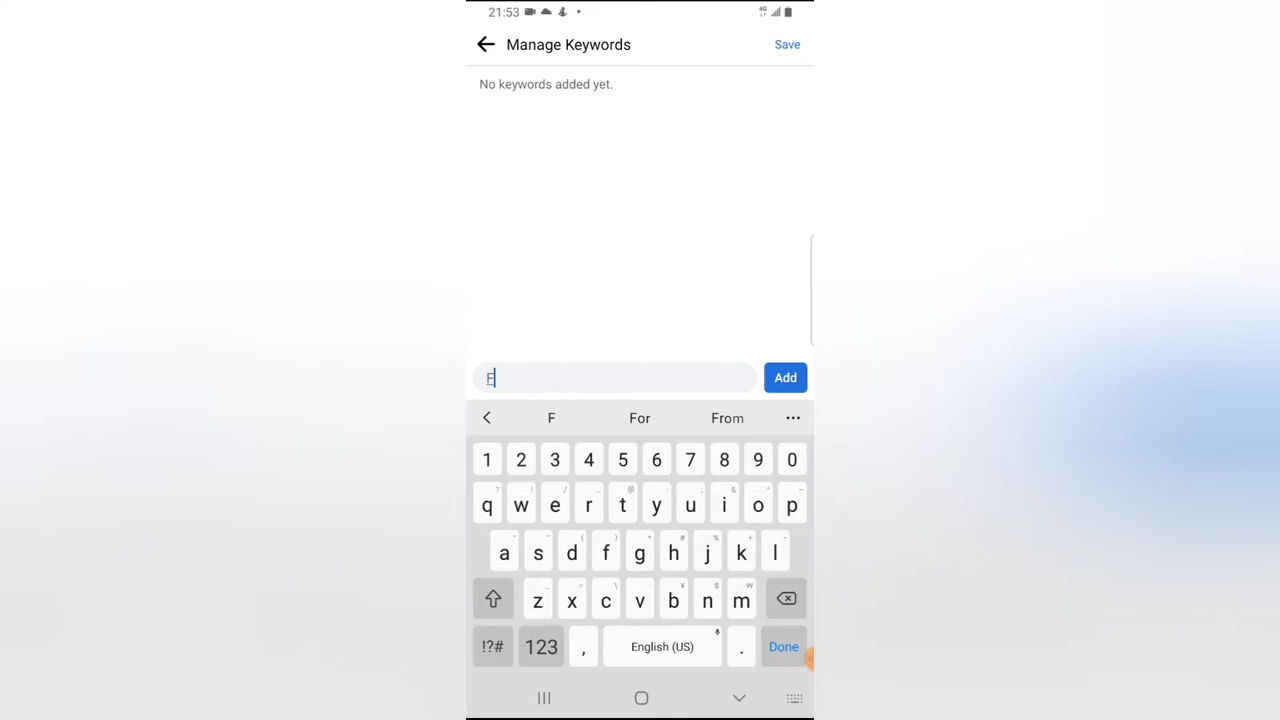 21:53 4G
Manage Keywords Save
No keywords added yet.
F Add
F For From
1 2 3 4 5 6 7 8 9 0
q w e r t y u i o p
a s d f g h j k l
z x c v b n m
!?# 123 , English (US) . Done